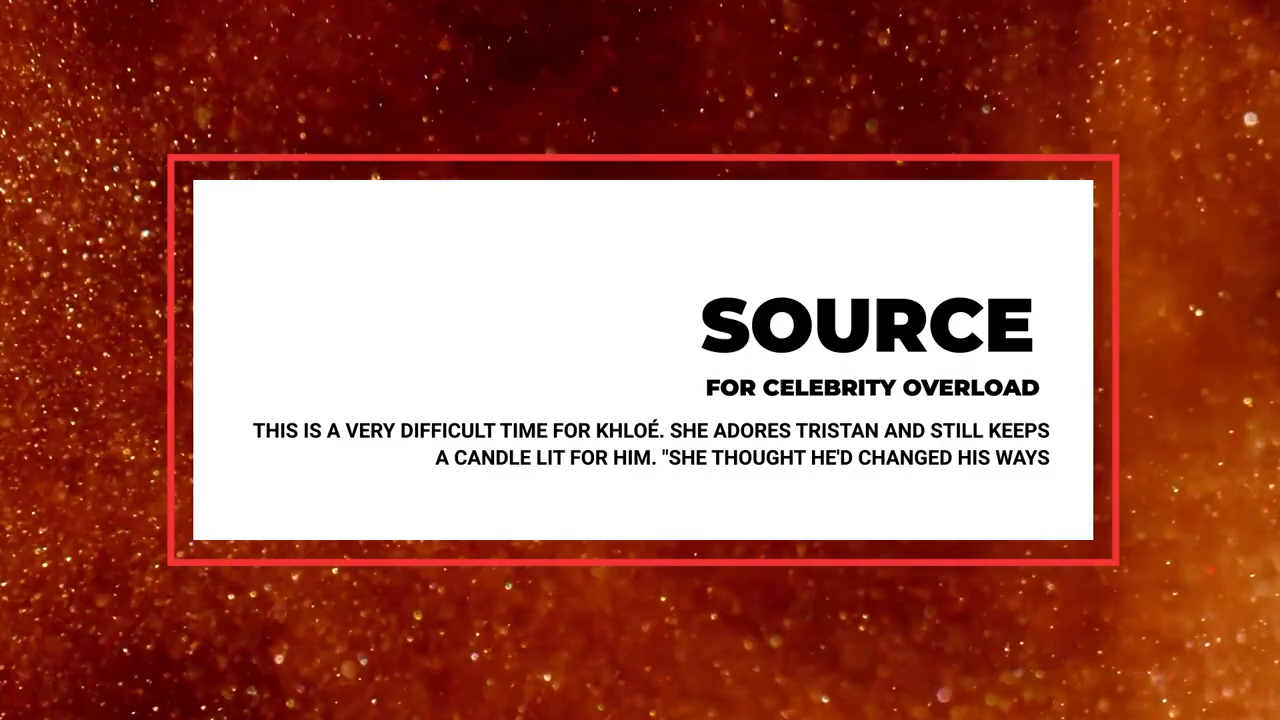 SOURCE
FOR CELEBRITY OVERLOAD
THIS IS A VERY DIFFICULT TIME FOR KHLOÉ. SHE ADORES TRISTAN AND STILL KEEPS
A CANDLE LIT FOR HIM. "SHE THOUGHT HE'D CHANGED HIS WAYS